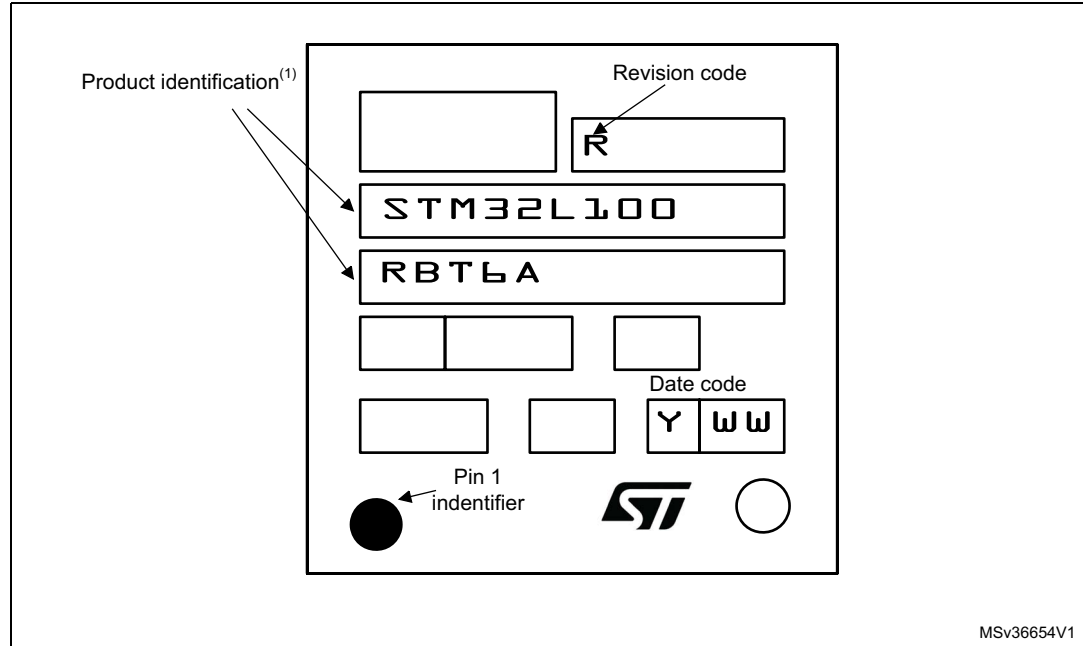 Product identification(1)
Revision code
R
STM32L100
RBT6A
Date code
Y WW
Pin 1
indentifier
ST
MSv36654V1